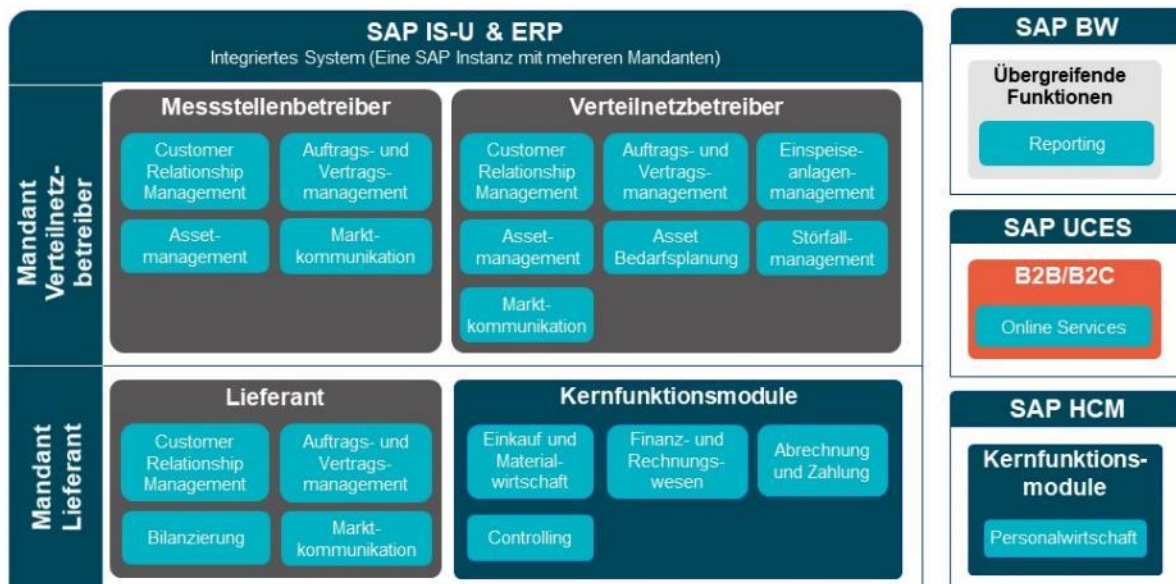 SAP IS-U & ERP
Integriertes System (Eine SAP Instanz mit mehreren Mandanten)
Mandant
Verteilnetz-
betreiber
Messstellenbetreiber
Customer
Relationship
Management
Auftrags- und
Vertrags-
management
Asset-
management
Markt-
kommunikation
Verteilnetzbetreiber
Customer
Relationship
Management
Auftrags- und
Vertrags-
management
Einspeise-
anlagen-
management
Asset-
management
Asset
Bedarfsplanung
Störfall-
management
Markt-
kommunikation
Mandant
Lieferant
Lieferant
Customer
Relationship
Management
Auftrags- und
Vertrags-
management
Bilanzierung
Markt-
kommunikation
Kernfunktionsmodule
Einkauf und
Material-
wirtschaft
Finanz- und
Rechnungs-
wesen
Abrechnung
und Zahlung
Controlling
SAP BW
Übergreifende
Funktionen
Reporting
SAP UCES
B2B/B2C
Online Services
SAP HCM
Kernfunktions-
module
Personalwirtschaft